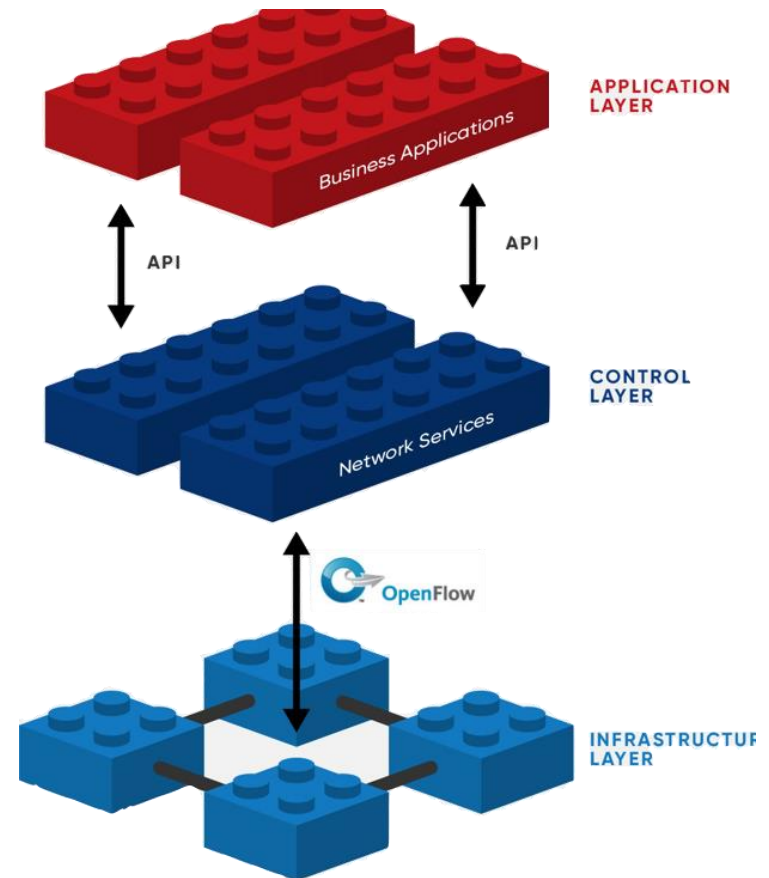 APPLICATION
LAYER
Business Applications
API
API
CONTROL
LAYER
Network Services
OpenFlow
INFRASTRUCTUR
LAYER